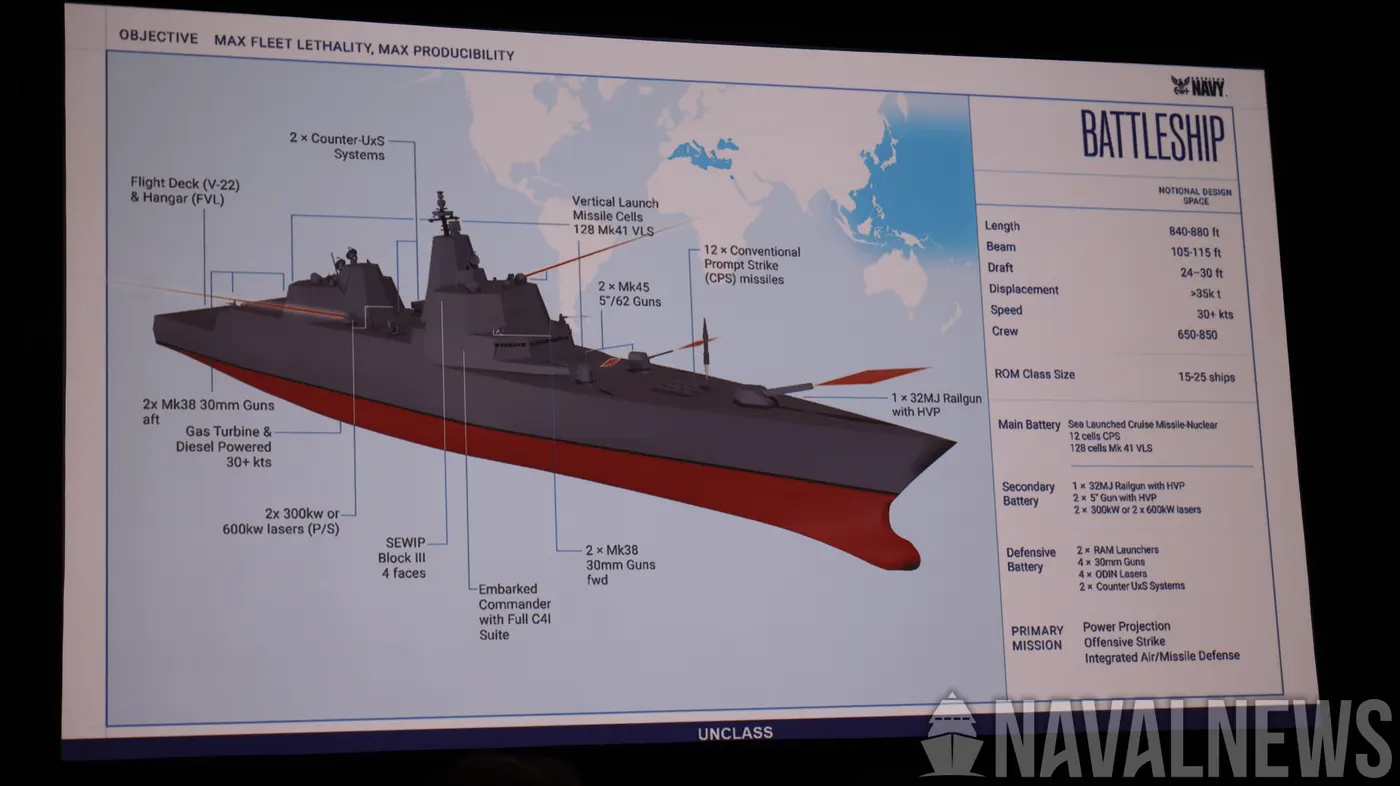 OBJECTIVE MAX FLEET LETHALITY, MAX PRODUCIBILITY
NAVY
2 × Counter-UxS
Systems
Flight Deck (V-22)
& Hangar (FVL)
Vertical Launch
Missile Cells
128 Mk41 VLS
12 × Conventional
Prompt Strike
(CPS) missiles
2 × Mk45
5"/62 Guns
1 × 32MJ Railgun
with HVP
2x Mk38 30mm Guns
aft
Gas Turbine &
Diesel Powered
30+ kts
2x 300kw or
600kw lasers (P/S)
SEWIP
Block III
4 faces
Embarked
Commander
with Full C4I
Suite
2 × Mk38
30mm Guns
fwd
BATTLESHIP
NOTIONAL DESIGN
SPACE
Length 840-880 ft
Beam 105-115 ft
Draft 24–30 ft
Displacement >35k t
Speed 30+ kts
Crew 650-850
ROM Class Size 15-25 ships
Main Battery Sea Launched Cruise Missile-Nuclear
12 cells CPS
128 cells Mk 41 VLS
Secondary
Battery
1 × 32MJ Railgun with HVP
2 × 5" Gun with HVP
2 × 300kW or 2 x 600kW lasers
Defensive
Battery
2 × RAM Launchers
4 × 30mm Guns
4 × ODIN Lasers
2 × Counter UxS Systems
PRIMARY
MISSION
Power Projection
Offensive Strike
Integrated Air/Missile Defense
UNCLASS
NAVALNEWS